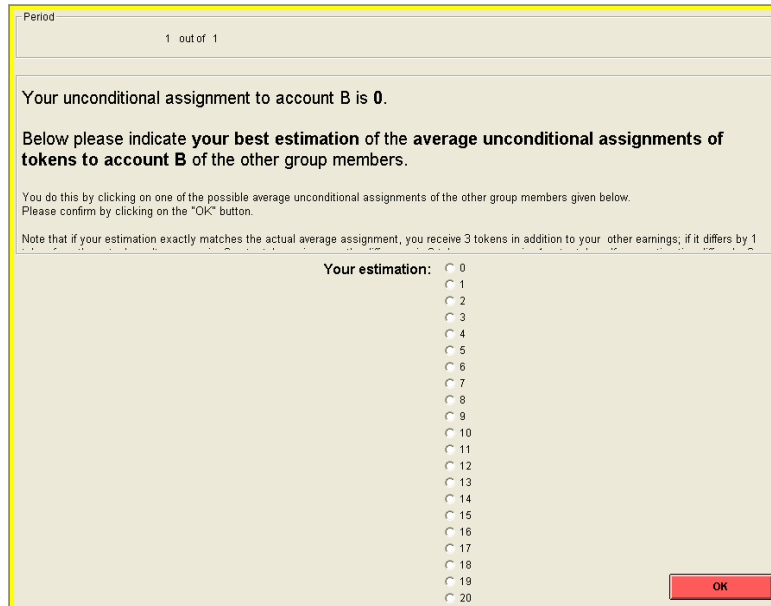 Period
1 out of 1
Your unconditional assignment to account B is 0.
Below please indicate your best estimation of the average unconditional assignments of
tokens to account B of the other group members.
You do this by clicking on one of the possible average unconditional assignments of the other group members given below.
Please confirm by clicking on the "OK" button.
Note that if your estimation exactly matches the actual average assignment, you receive 3 tokens in addition to your other earnings; if it differs by 1
Your estimation:
0
1
2
3
4
5
6
7
8
9
10
11
12
13
14
15
16
17
18
19
20
OK